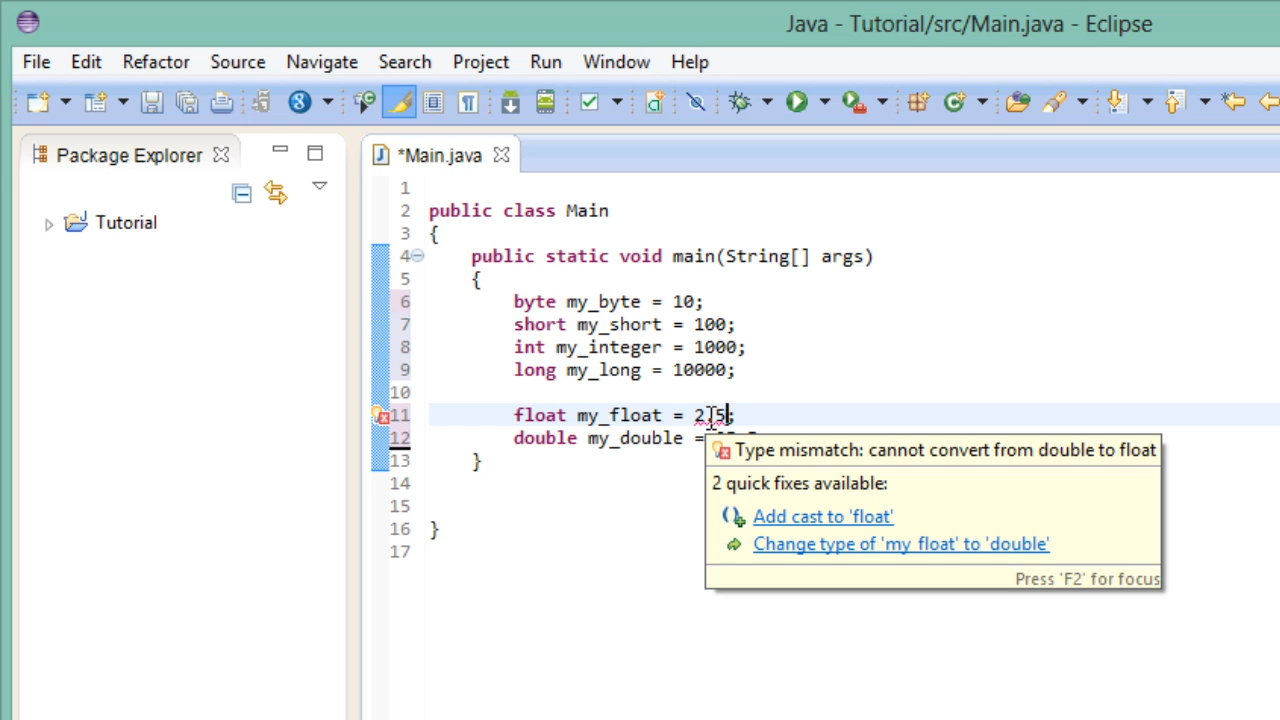 Java - Tutorial/src/Main.java - Eclipse
File Edit Refactor Source Navigate Search Project Run Window Help
Package Explorer
*Main.java
Tutorial
1
2 public class Main
3 {
4 public static void main(String[] args)
5 {
6 byte my_byte = 10;
7 short my_short = 100;
8 int my_integer = 1000;
9 long my_long = 10000;
10
11 float my_float = 2.5;
12 double my_double =
13 }
14
15
16 }
17
Type mismatch: cannot convert from double to float
2 quick fixes available:
Add cast to 'float'
Change type of 'my_float' to 'double'
Press 'F2' for focus